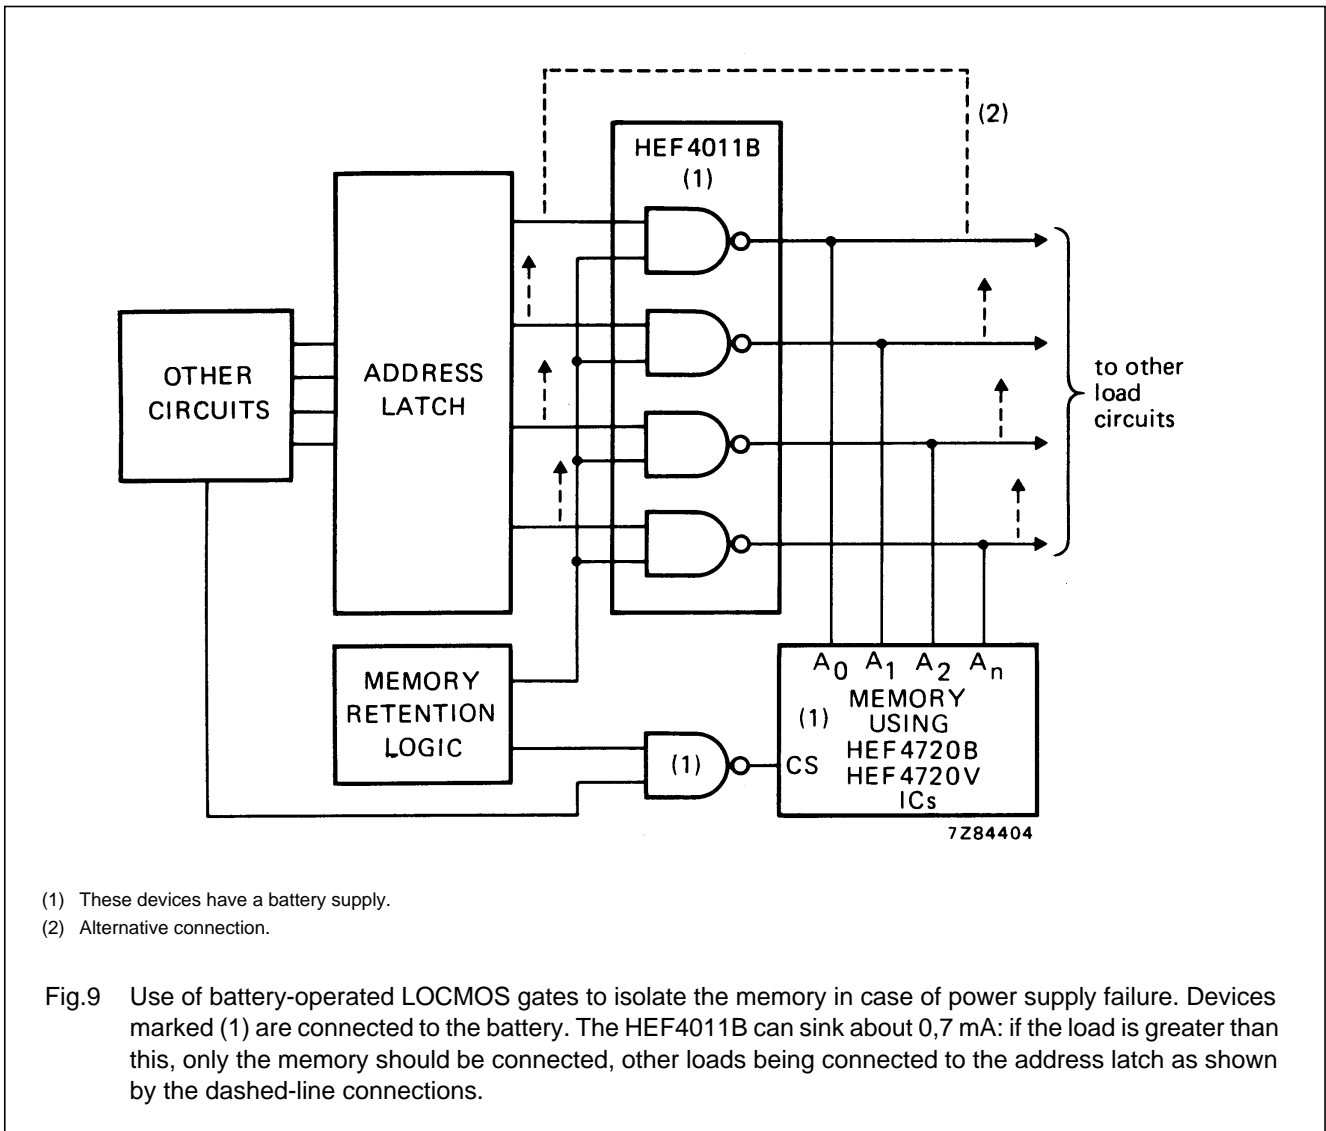 (2)
HEF4011B
(1)
OTHER
CIRCUITS
ADDRESS
LATCH
to other
load
circuits
MEMORY
RETENTION
LOGIC
(1)
CS
A0 A1 A2 An
(1)
MEMORY
USING
HEF4720B
HEF4720V
ICs
7Z84404
(1) These devices have a battery supply.
(2) Alternative connection.
Fig.9 Use of battery-operated LOCMOS gates to isolate the memory in case of power supply failure. Devices
marked (1) are connected to the battery. The HEF4011B can sink about 0,7 mA: if the load is greater than
this, only the memory should be connected, other loads being connected to the address latch as shown
by the dashed-line connections.